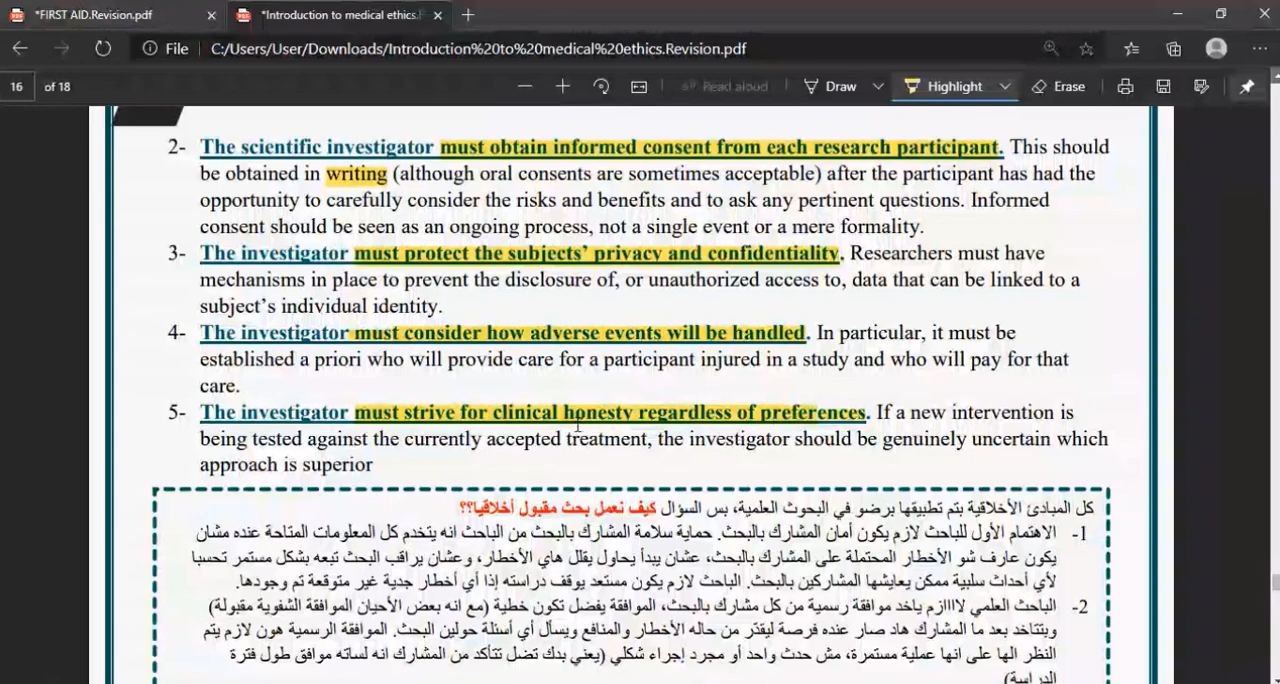 *FIRST AID.Revision.pdf
*Introduction to medical ethics.
File C:/Users/User/Downloads/Introduction%20to%20medical%20ethics.Revision.pdf
16 of 18 Read aloud Draw Highlight Erase
2- The scientific investigator must obtain informed consent from each research participant. This should
be obtained in writing (although oral consents are sometimes acceptable) after the participant has had the
opportunity to carefully consider the risks and benefits and to ask any pertinent questions. Informed
consent should be seen as an ongoing process, not a single event or a mere formality.
3- The investigator must protect the subjects’ privacy and confidentiality. Researchers must have
mechanisms in place to prevent the disclosure of, or unauthorized access to, data that can be linked to a
subject’s individual identity.
4- The investigator must consider how adverse events will be handled. In particular, it must be
established a priori who will provide care for a participant injured in a study and who will pay for that
care.
5- The investigator must strive for clinical honesty regardless of preferences. If a new intervention is
being tested against the currently accepted treatment, the investigator should be genuinely uncertain which
approach is superior
كل المبادئ الأخلاقية يتم تطبيقها برضو في البحوث العلمية، بس السؤال كيف نعمل بحث مقبول أخلاقيا؟؟
1- الاهتمام الأول للباحث لازم يكون أمان المشارك بالبحث. حماية سلامة المشارك بالبحث من الباحث انه يتخدم كل المعلومات المتاحة عنده مشان
يكون عارف شو الأخطار المحتملة على المشارك بالبحث، عشان يبدأ يحاول يقلل هاي الأخطار، وعشان يراقب البحث تبعه بشكل مستمر تحسبا
لأي أحداث سلبية ممكن يعايشها المشاركين بالبحث. الباحث لازم يكون مستعد يوقف دراسته إذا أي أخطار جدية غير متوقعة تم وجودها.
2- الباحث العلمي لااااازم ياخد موافقة رسمية من كل مشارك بالبحث، الموافقة يفضل تكون خطية (مع انه بعض الأحيان الموافقة الشفوية مقبولة)
وبتتاخد بعد ما المشارك هاد صار عنده فرصة ليقدّر من حاله الأخطار والمنافع ويسأل أي أسئلة حولين البحث. الموافقة الرسمية هون لازم يتم
النظر الها على انها عملية مستمرة، مش حدث واحد أو مجرد إجراء شكلي (يعني بدك تضل تتأكد من المشارك انه لساته موافق طول فترة
الدراسة)